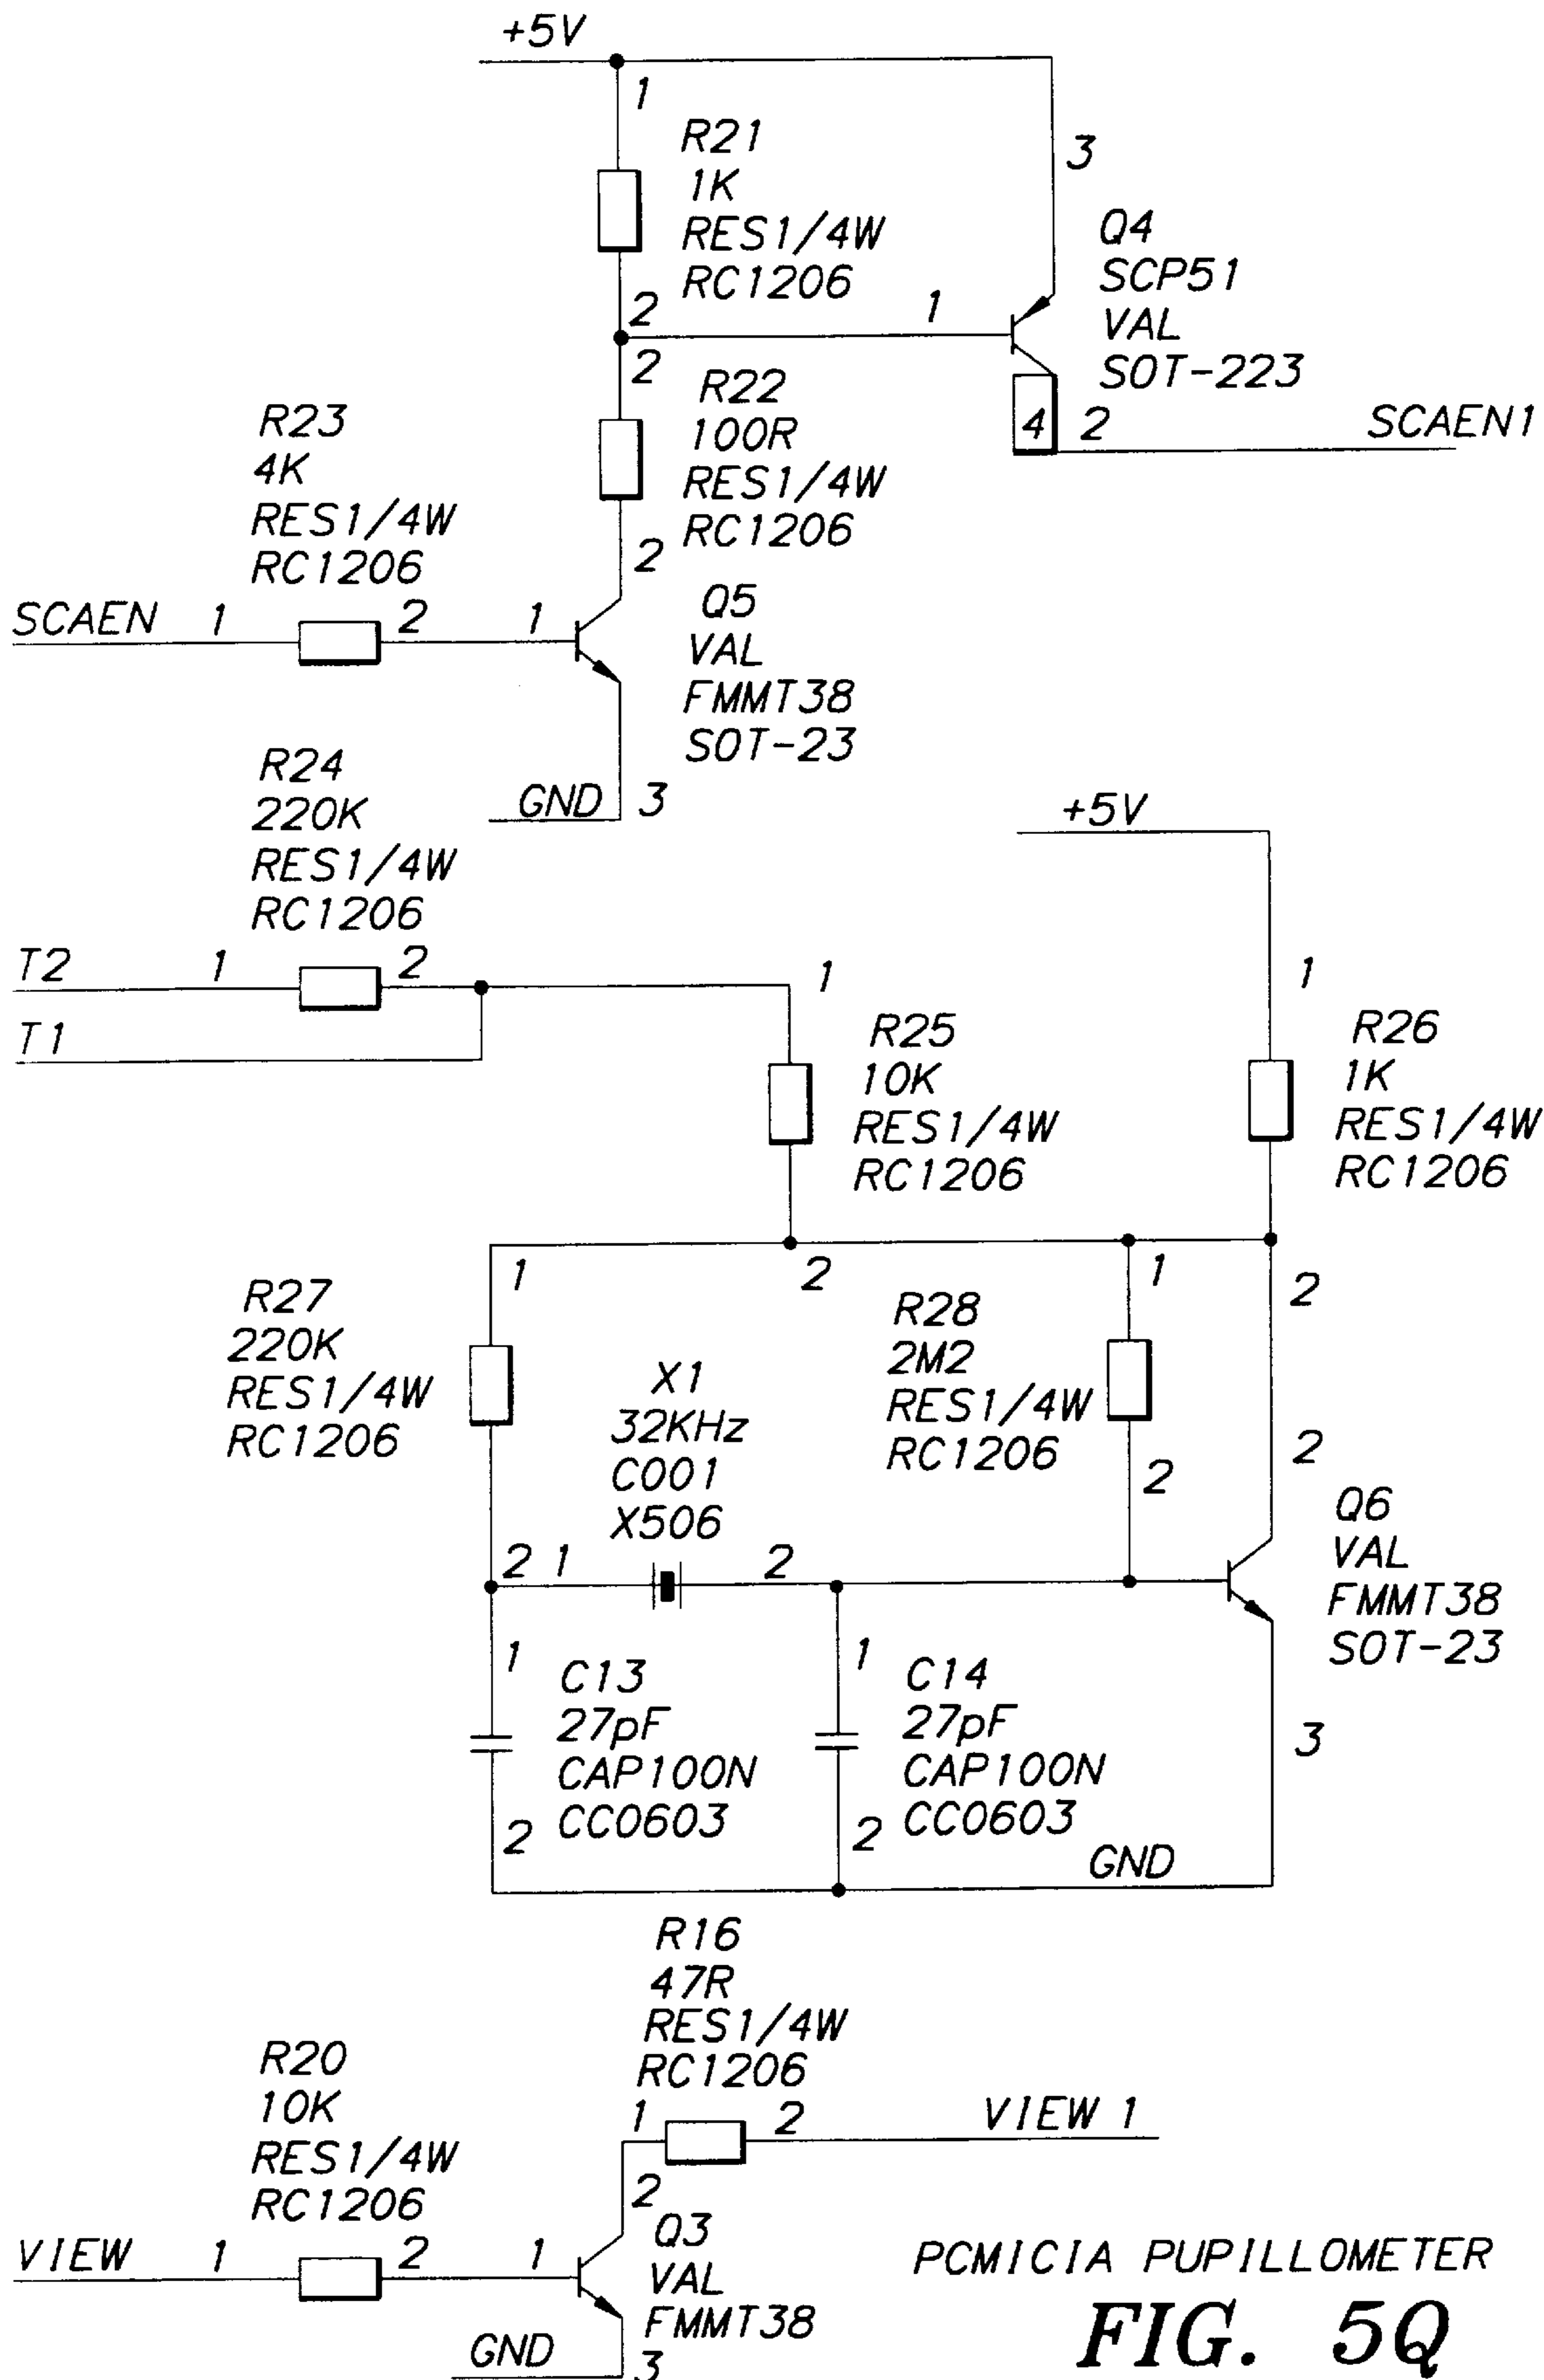 +5V
1
R21
1K
RES1/4W
RC1206
2
3
1
Q4
SCP51
VAL
SOT-223
4 2 SCAEN1
2
R22
100R
RES1/4W
RC1206
2
R23
4K
RES1/4W
RC1206
SCAEN 1 2 1
Q5
VAL
FMMT38
SOT-23
GND 3
R24
220K
RES1/4W
RC1206
T2 1 2
T1
1
R25
10K
RES1/4W
RC1206
2
+5V
1
R26
1K
RES1/4W
RC1206
2
1
R27
220K
RES1/4W
RC1206
2
X1
32KHz
C001
X506
1 2
1
R28
2M2
RES1/4W
RC1206
2
2
Q6
VAL
FMMT38
SOT-23
3
1
C13
27pF
CAP100N
CC0603
2
1
C14
27pF
CAP100N
CC0603
2
GND
R16
47R
RES1/4W
RC1206
1 2 VIEW 1
R20
10K
RES1/4W
RC1206
VIEW 1 2 1
2
Q3
VAL
FMMT38
GND 3
PCMICIA PUPILLOMETER
FIG. 5Q